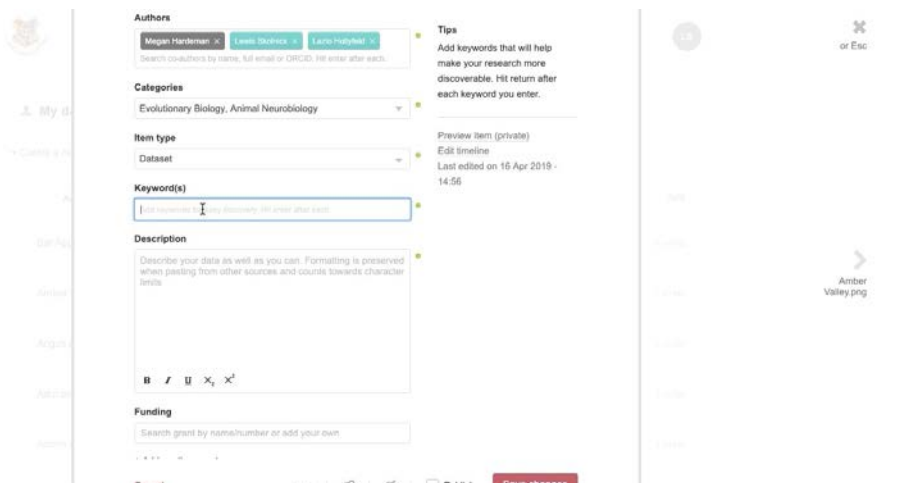 Authors
Megan Hardeman ×
Search co-authors by name, full email or ORCID. Hit enter after each.
Categories
Evolutionary Biology, Animal Neurobiology
Item type
Dataset
Keyword(s)
Description
Describe your data as well as you can. Formatting is preserved
when pasting from other sources and counts towards character
limits
B I U X, X²
Funding
Search grant by name/number or add your own
Tips
Add keywords that will help
make your research more
discoverable. Hit return after
each keyword you enter.
Preview item (private)
Edit timeline
Last edited on 16 Apr 2019 -
14:56
or Esc
Amber
Valley.png